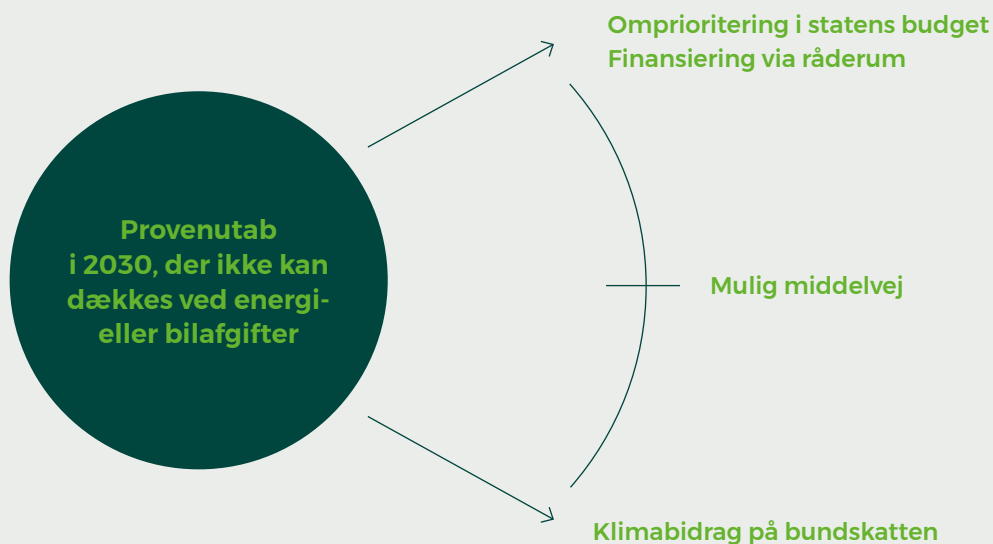 Omprioritering i statens budget
Finansiering via råderum
Provenutab
i 2030, der ikke kan
dækkes ved energi-
eller bilafgifter
Mulig middelvej
Klimabidrag på bundskatten